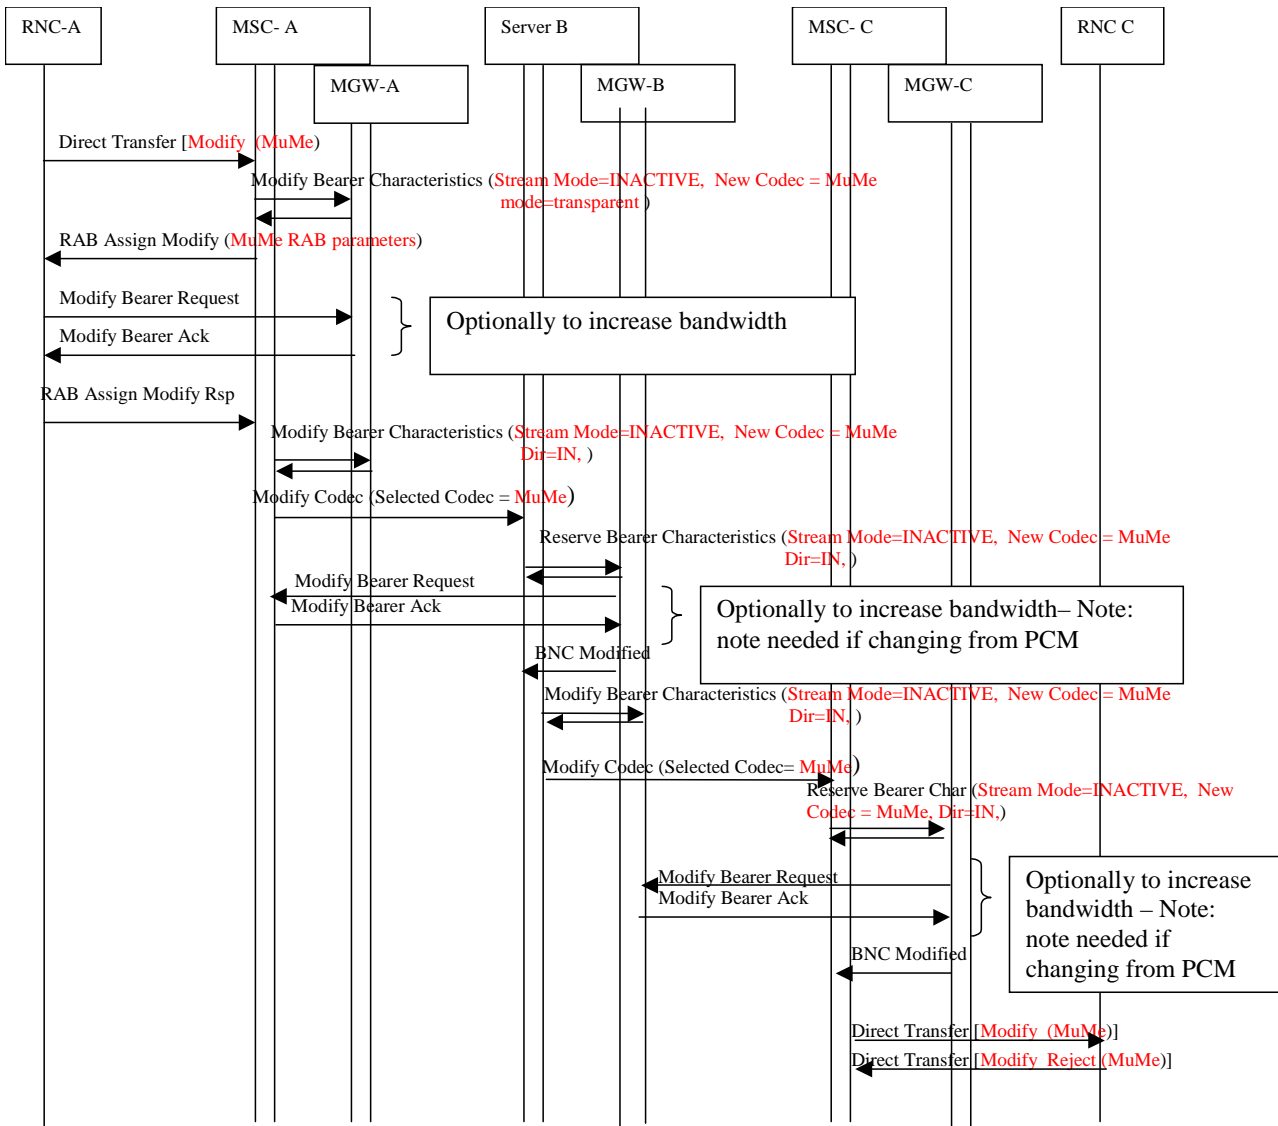 RNC-A
MSC- A
Server B
MSC- C
RNC C
MGW-A
MGW-B
MGW-C
Direct Transfer [Modify (MuMe)
Modify Bearer Characteristics (Stream Mode=INACTIVE, New Codec = MuMe
mode=transparent )
RAB Assign Modify (MuMe RAB parameters)
Modify Bearer Request
Optionally to increase bandwidth
Modify Bearer Ack
RAB Assign Modify Rsp
Modify Bearer Characteristics (Stream Mode=INACTIVE, New Codec = MuMe
Dir=IN, )
Modify Codec (Selected Codec = MuMe)
Reserve Bearer Characteristics (Stream Mode=INACTIVE, New Codec = MuMe
Dir=IN, )
Modify Bearer Request
Modify Bearer Ack
Optionally to increase bandwidth– Note:
note needed if changing from PCM
BNC Modified
Modify Bearer Characteristics (Stream Mode=INACTIVE, New Codec = MuMe
Dir=IN, )
Modify Codec (Selected Codec= MuMe)
Reserve Bearer Char (Stream Mode=INACTIVE, New
Codec = MuMe, Dir=IN,)
Modify Bearer Request
Modify Bearer Ack
Optionally to increase
bandwidth – Note:
note needed if
changing from PCM
BNC Modified
Direct Transfer [Modify (MuMe)]
Direct Transfer [Modify Reject (MuMe)]